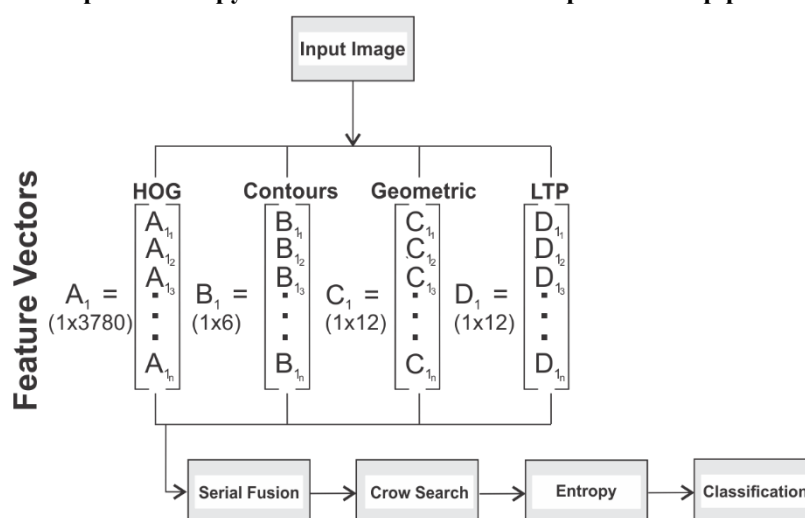 Input Image
Feature Vectors
HOG Contours Geometric LTP
A₁ = (1x3780)
A₁₁
A₁₂
A₁₃
A₁ₙ
B₁ = (1x6)
B₁₁
B₁₂
B₁₃
B₁ₙ
C₁ = (1x12)
C₁₁
C₁₂
C₁₃
C₁ₙ
D₁ = (1x12)
D₁₁
D₁₂
D₁₃
D₁ₙ
Serial Fusion
Crow Search
Entropy
Classification